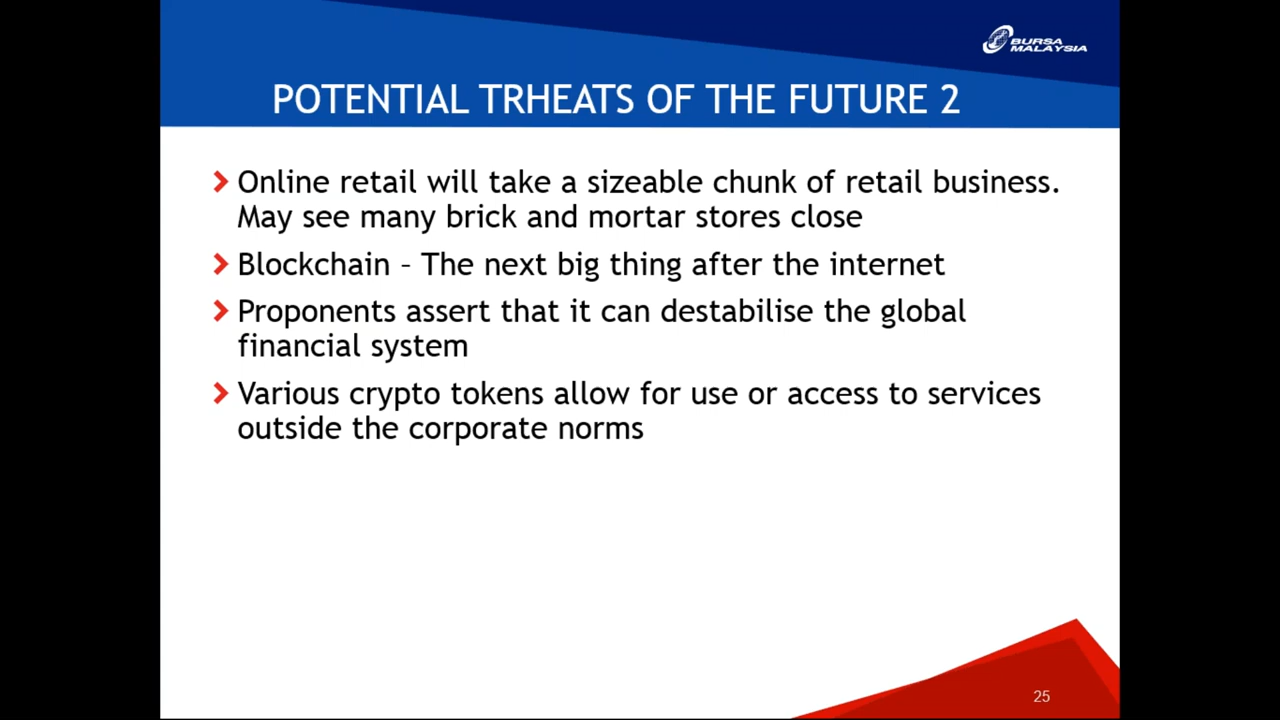 BURSA
MALAYSIA
POTENTIAL TRHEATS OF THE FUTURE 2
Online retail will take a sizeable chunk of retail business.
May see many brick and mortar stores close
Blockchain – The next big thing after the internet
Proponents assert that it can destabilise the global
financial system
Various crypto tokens allow for use or access to services
outside the corporate norms
25